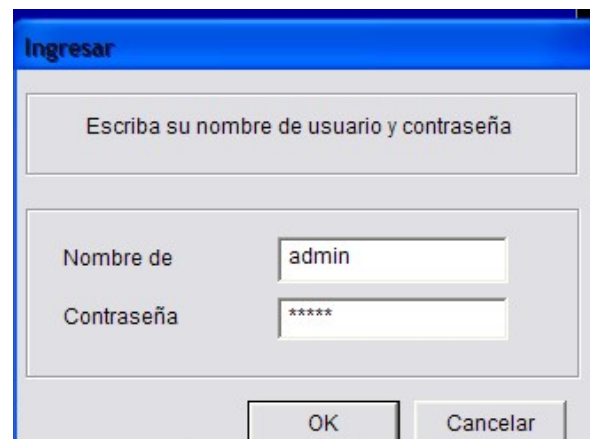 Ingresar
Escriba su nombre de usuario y contraseña
Nombre de admin
Contraseña *****
OK Cancelar